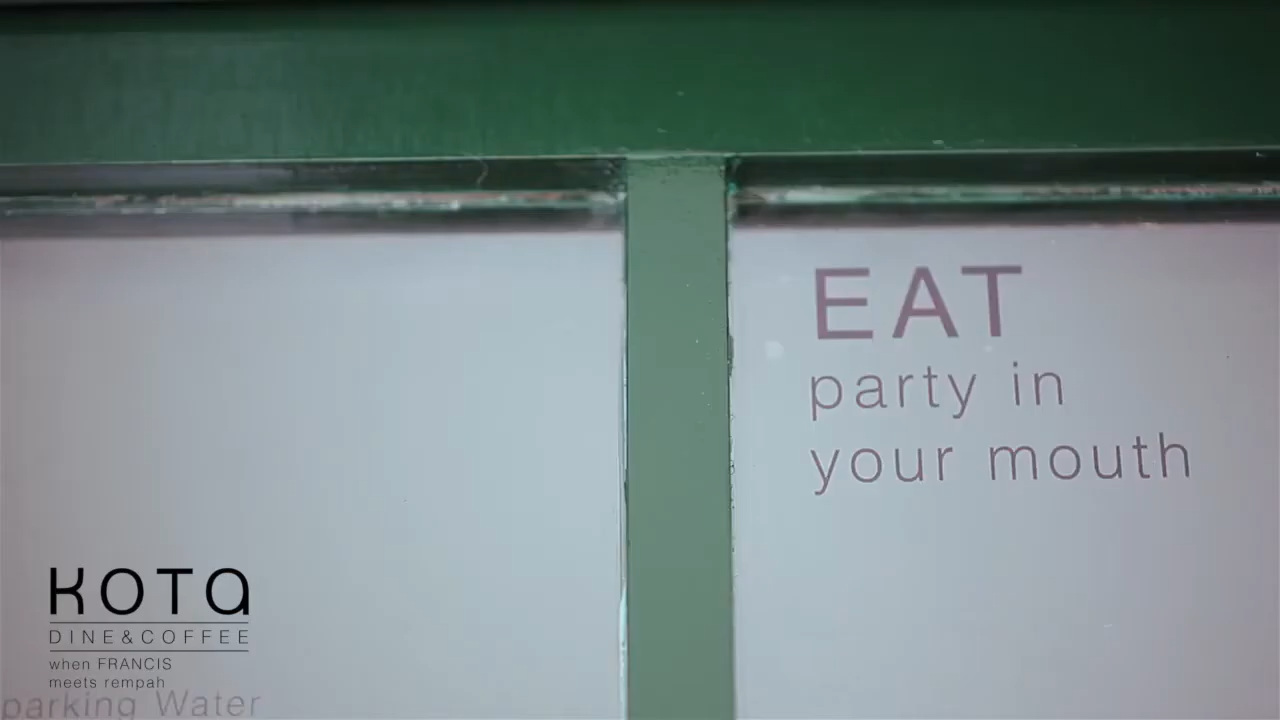 EAT
party in
your mouth
KOTA
DINE&COFFEE
when FRANCIS
meets rempah
parking Water